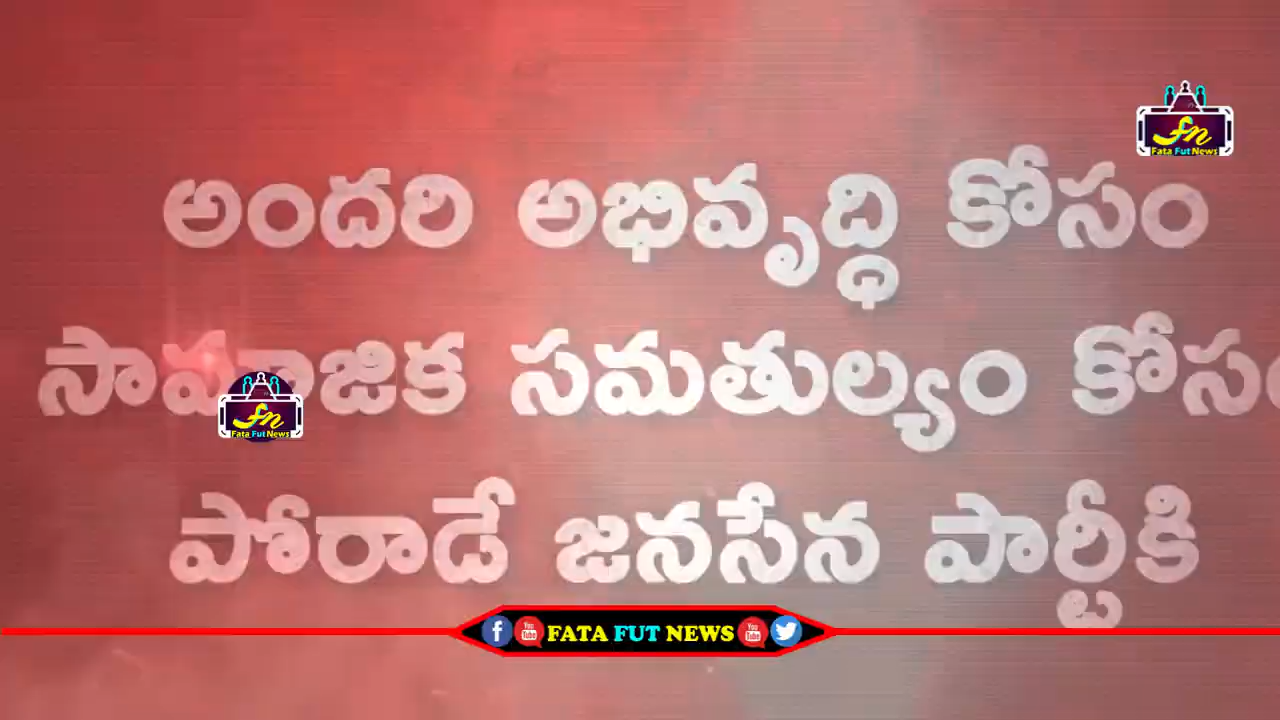 Fata Fut News
అందరి అభివృద్ధి కోసం
సామాజిక సమతుల్యం కోసం
Fata Fut News
పోరాడే జనసేన పార్టీకి
FATA FUT NEWS